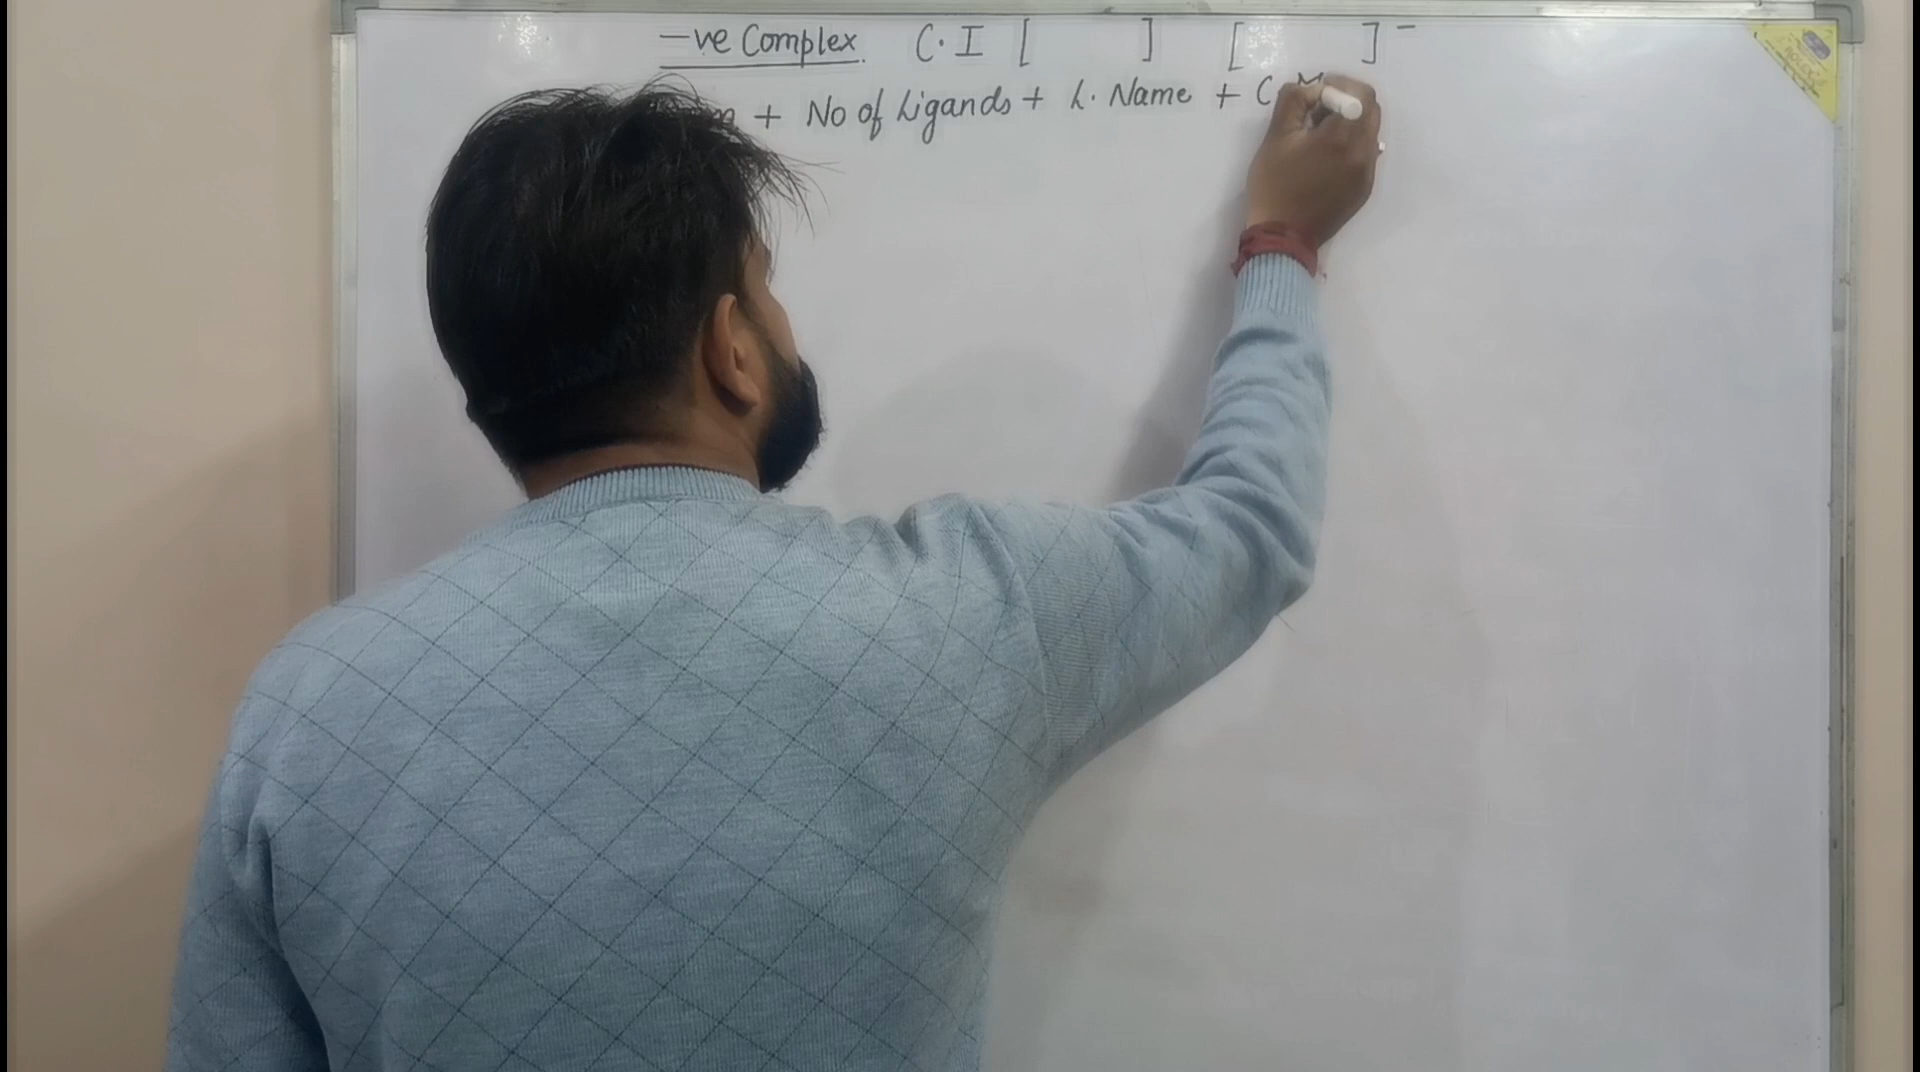 -ve Complex C.I [ ] [ ]⁻
+ No of Ligands + L. Name + C